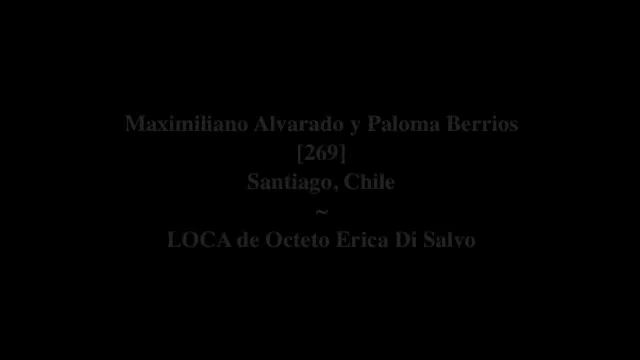 Maximiliano Alvarado y Paloma Berrios
[269]
Santiago, Chile
~
LOCA de Octeto Erica Di Salvo